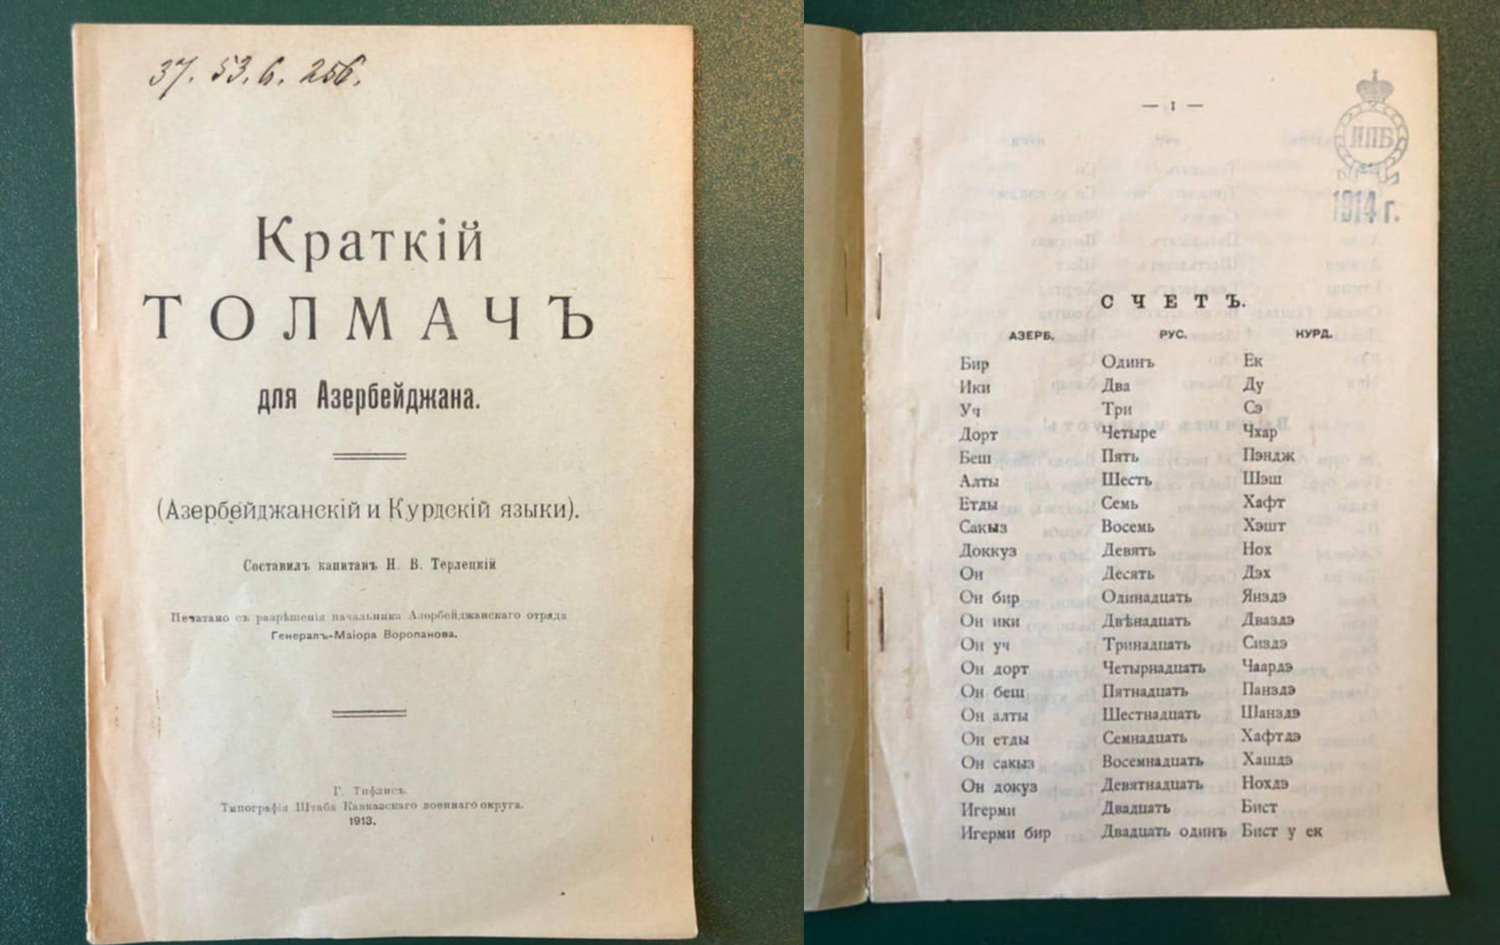 37. 53. 6. 256.
Краткій
ТОЛМАЧЪ
для Азербейджана.
(Азербейджанскій и Курдскій языки).
Составилъ капитанъ Н. В. Терлецкій
Печатано съ разрѣшенія начальника Азербейджанскаго отряда
Генералъ-Маіора Воропанова.
Г. Тифлисъ.
Типографія Штаба Кавказскаго военнаго округа.
1913.
— 1 —
ИПБ
1914 г.
СЧЕТЪ.
АЗЕРБ. РУС. КУРД.
Бир Одинъ Ек
Ики Два Ду
Уч Три Сэ
Дорт Четыре Чхар
Беш Пять Пэндж
Алты Шесть Шэш
Етды Семь Хафт
Сакыз Восемь Хэшт
Доккуз Девять Нох
Он Десять Дэх
Он бир Одинадцать Янздэ
Он ики Двѣнадцать Дваздэ
Он уч Тринадцать Сиздэ
Он дорт Четырнадцать Чаардэ
Он беш Пятнадцать Панздэ
Он алты Шестнадцать Шанздэ
Он етды Семнадцать Хафтдэ
Он сакыз Восемнадцать Хашдэ
Он докуз Девятнадцать Нохдэ
Игерми Двадцать Бист
Игерми бир Двадцать одинъ Бист у ек